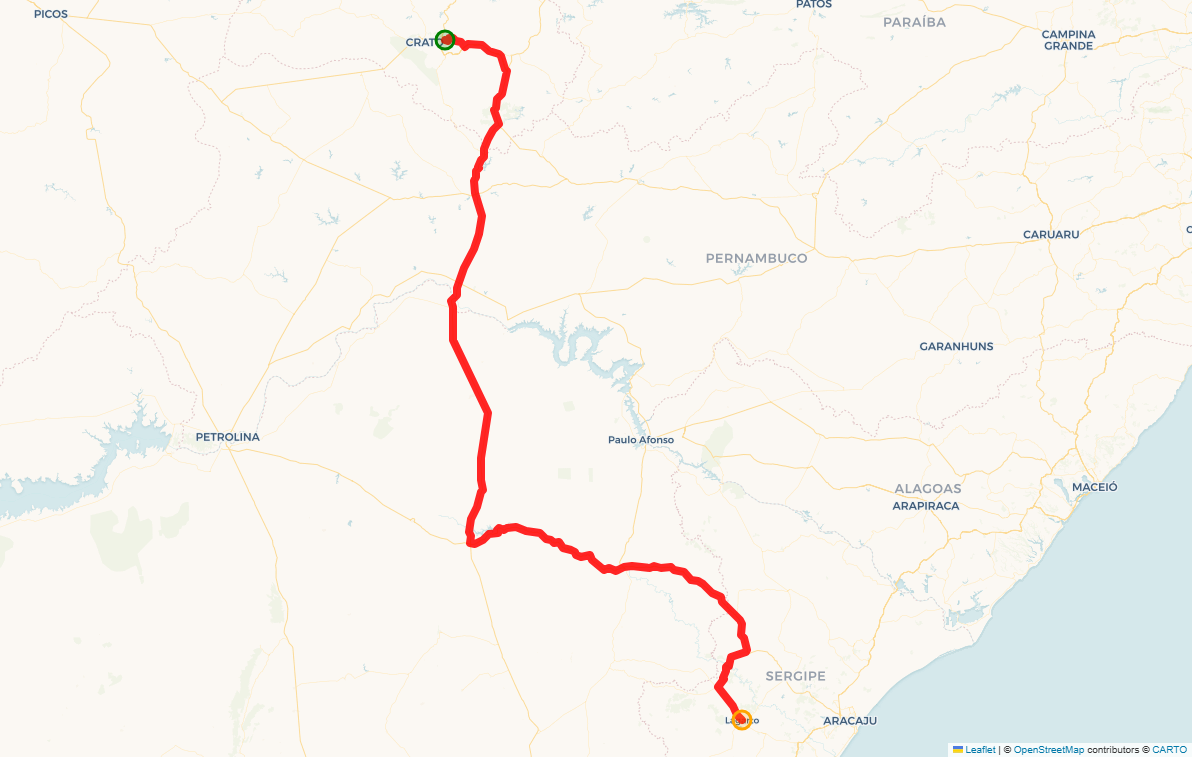 PICOS
PATOS
PARAÍBA
CAMPINA
GRANDE
CRATO
CARUARU
PERNAMBUCO
GARANHUNS
PETROLINA
Paulo Afonso
ALAGOAS
MACEIÓ
ARAPIRACA
SERGIPE
Lagarto
ARACAJU
Leaflet | © OpenStreetMap contributors © CARTO